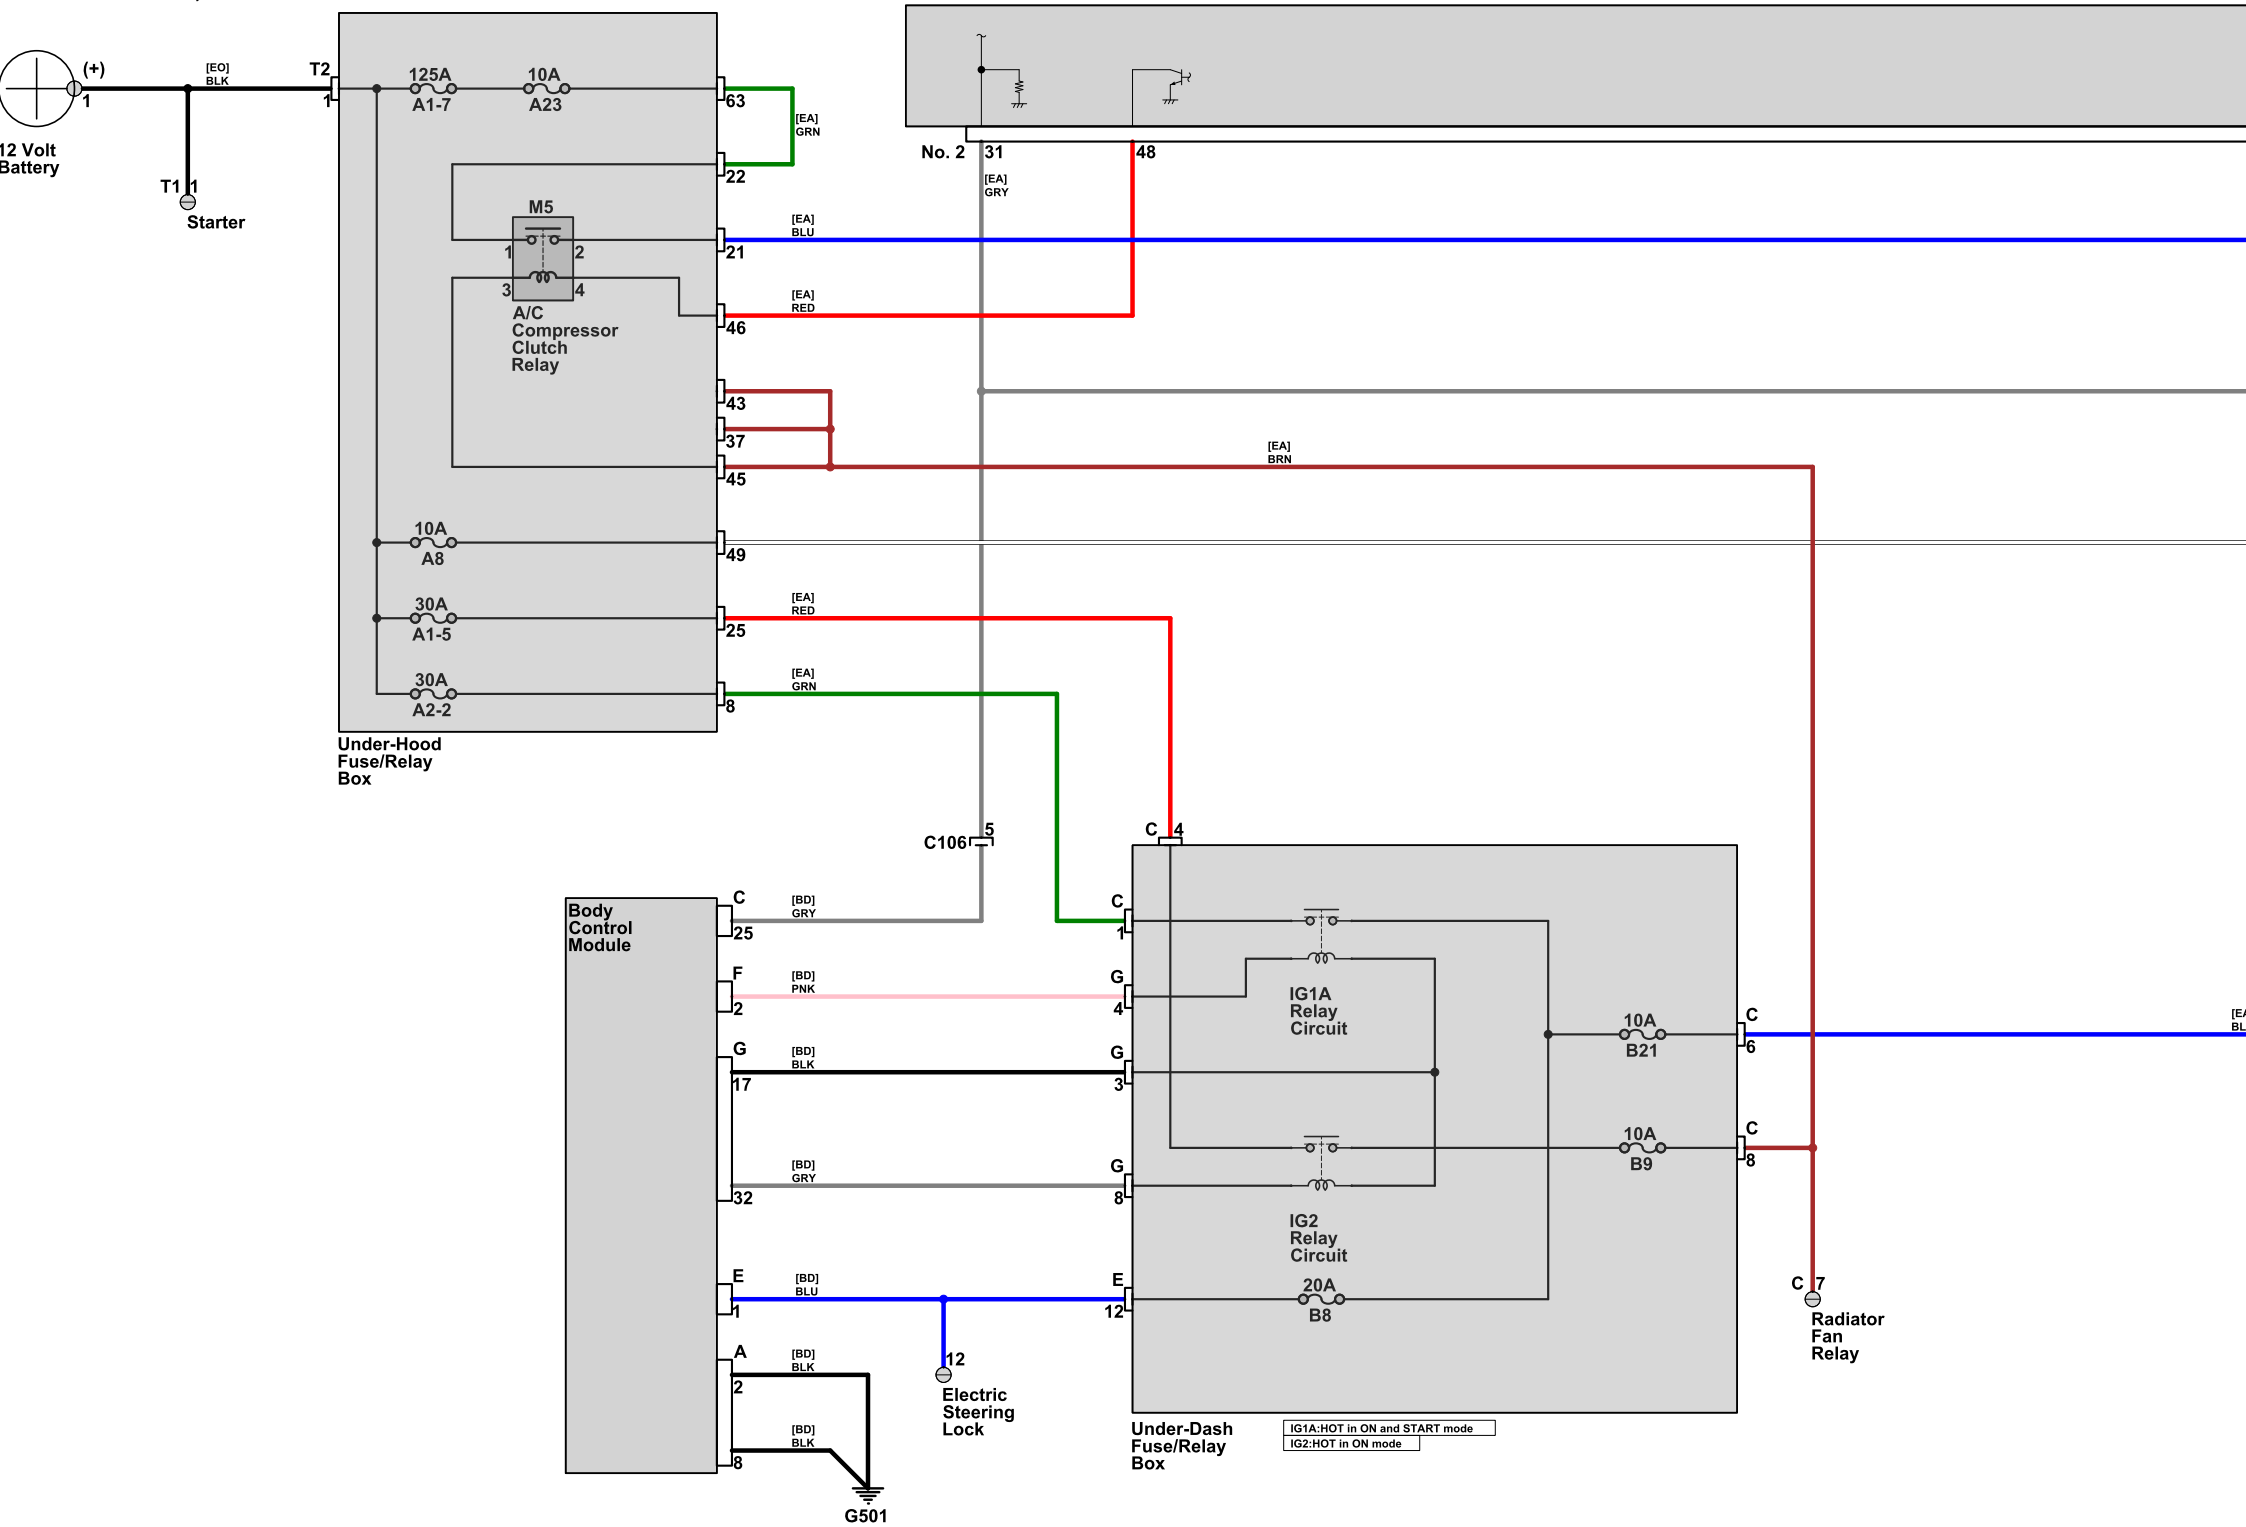 (+)
1
12 Volt
Battery
[EO]
BLK
T1 1
Starter
T2
1
125A
A1-7
10A
A23
63
[EA]
GRN
22
M5
1
2
3
4
A/C
Compressor
Clutch
Relay
21
[EA]
BLU
46
[EA]
RED
43
37
45
[EA]
BRN
10A
A8
49
30A
A1-5
25
[EA]
RED
30A
A2-2
8
[EA]
GRN
Under-Hood
Fuse/Relay
Box
No. 2
31
48
[EA]
GRY
C106
5
Body
Control
Module
C
25
[BD]
GRY
F
2
[BD]
PNK
G
17
[BD]
BLK
32
[BD]
GRY
E
1
[BD]
BLU
A
2
[BD]
BLK
8
[BD]
BLK
G501
12
Electric
Steering
Lock
C 4
C
1
G
4
G
3
G
8
E
12
IG1A
Relay
Circuit
IG2
Relay
Circuit
20A
B8
10A
B21
10A
B9
C
6
C
8
Under-Dash
Fuse/Relay
Box
IG1A:HOT in ON and START mode
IG2:HOT in ON mode
C 7
Radiator
Fan
Relay